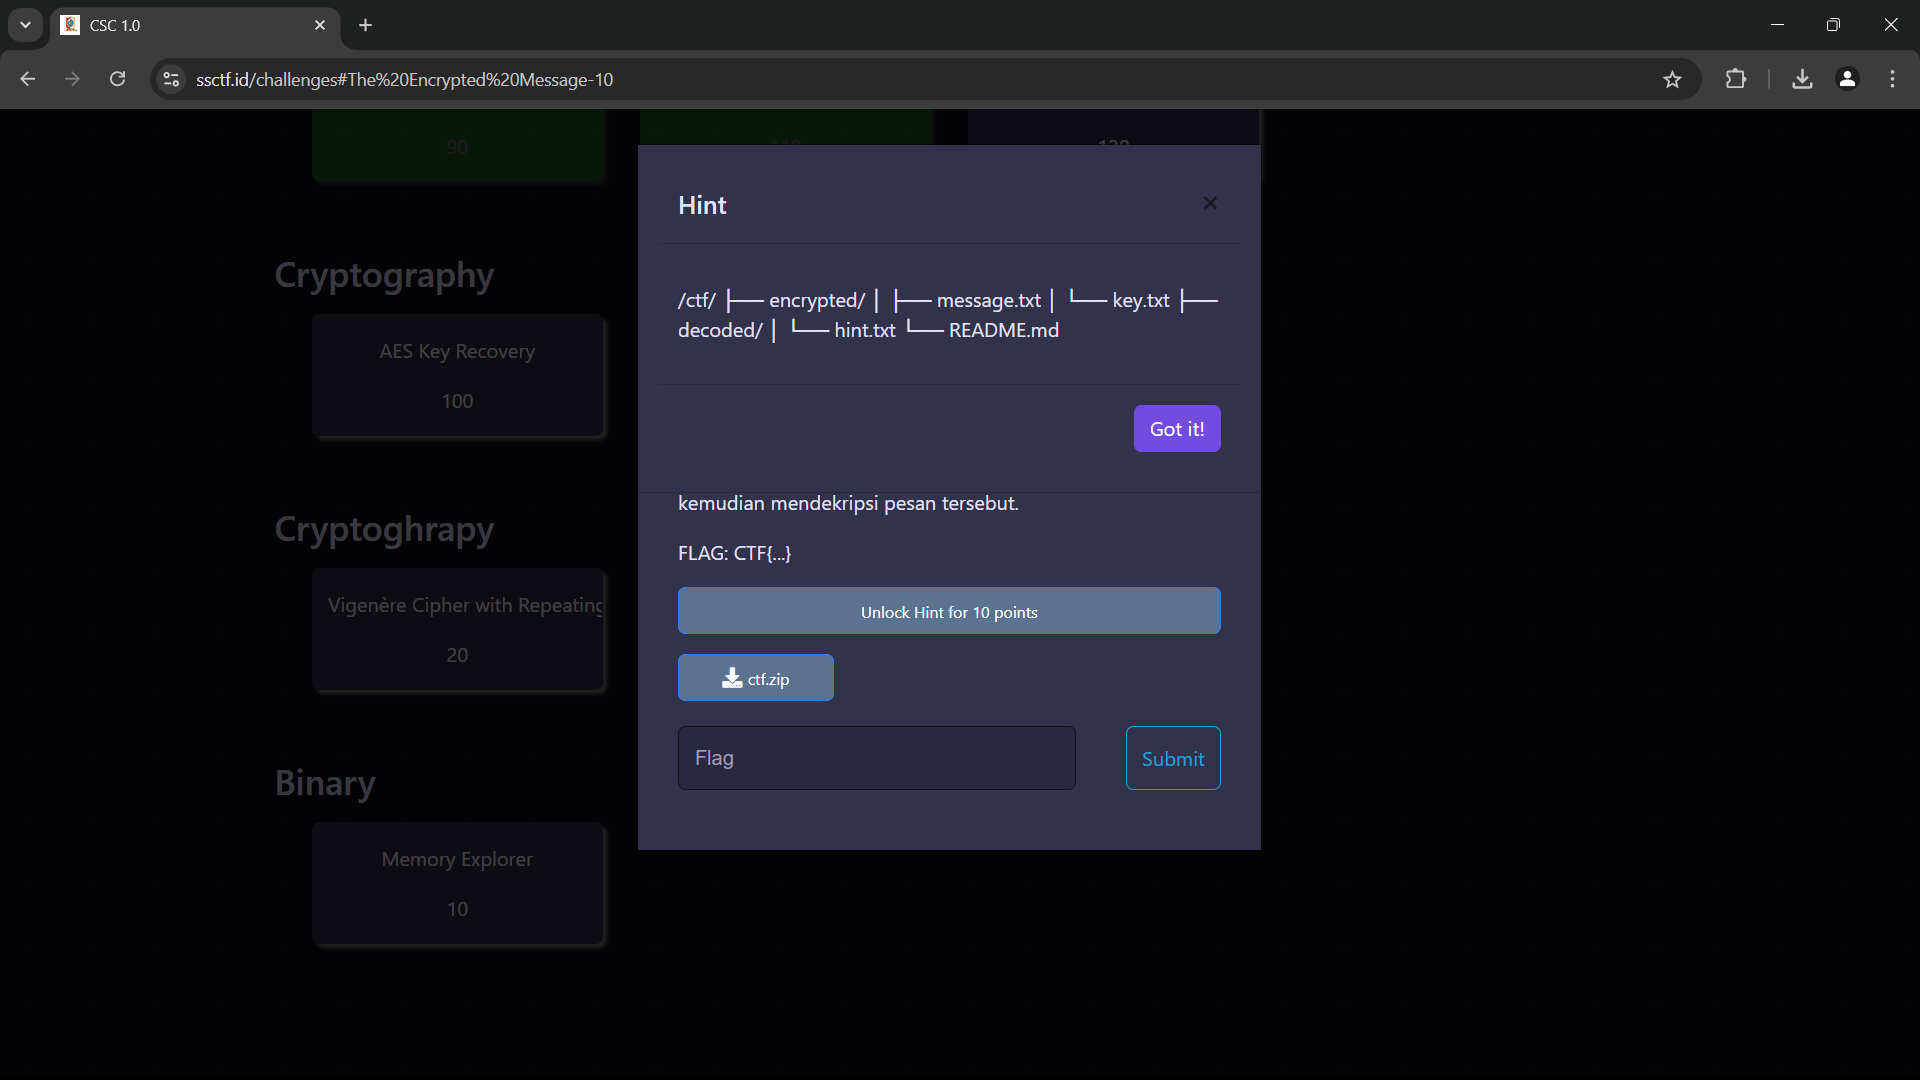 CSC 1.0
ssctf.id/challenges#The%20Encrypted%20Message-10
90
110
120
Hint
/ctf/ ├── encrypted/ │ ├── message.txt │ └── key.txt ├──
decoded/ │ └── hint.txt └── README.md
Got it!
kemudian mendekripsi pesan tersebut.
FLAG: CTF{...}
Unlock Hint for 10 points
ctf.zip
Flag
Submit
Cryptography
AES Key Recovery
100
Cryptoghrapy
Vigenère Cipher with Repeating
20
Binary
Memory Explorer
10